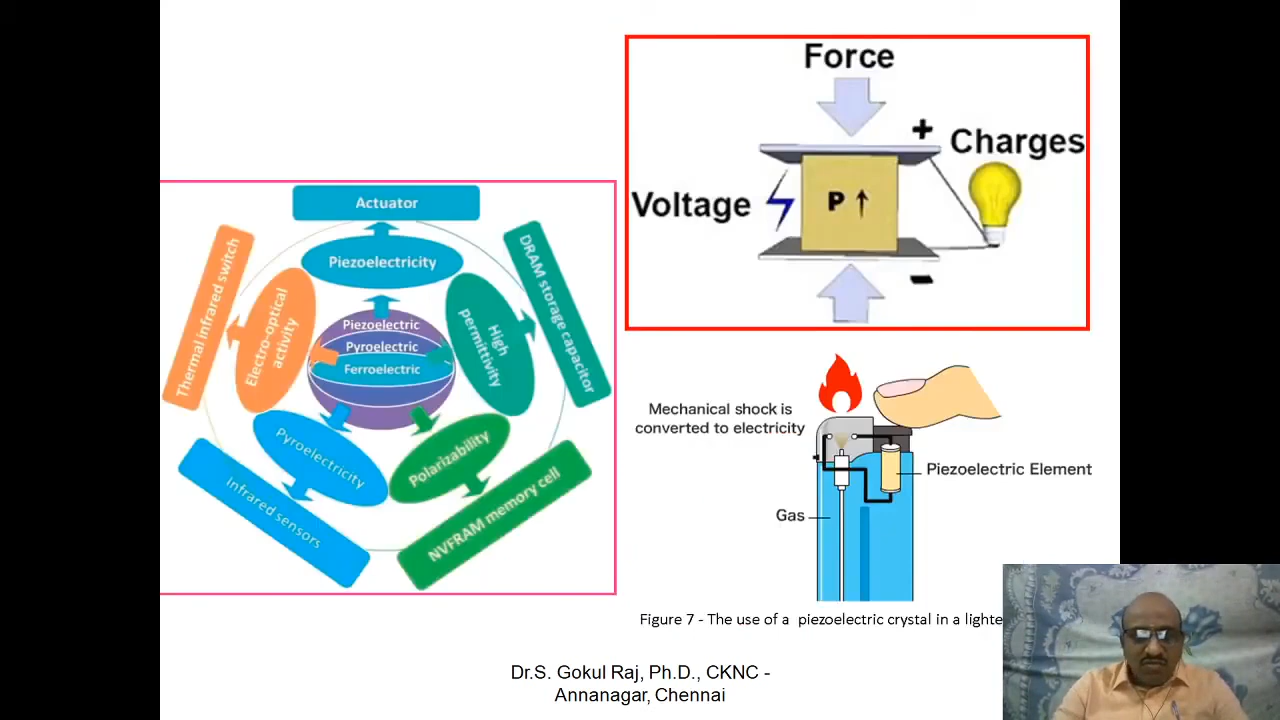 Force
+
Charges
Voltage
P ↑
-
Actuator
Piezoelectricity
Thermal infrared switch
Electro-optical
activity
DRAM storage capacitor
High
permittivity
Piezoelectric
Pyroelectric
Ferroelectric
Pyroelectricity
Polarizability
Infrared sensors
NVFRAM memory cell
Mechanical shock is
converted to electricity
Piezoelectric Element
Gas
Figure 7 - The use of a piezoelectric crystal in a lighte
Dr.S. Gokul Raj, Ph.D., CKNC -
Annanagar, Chennai